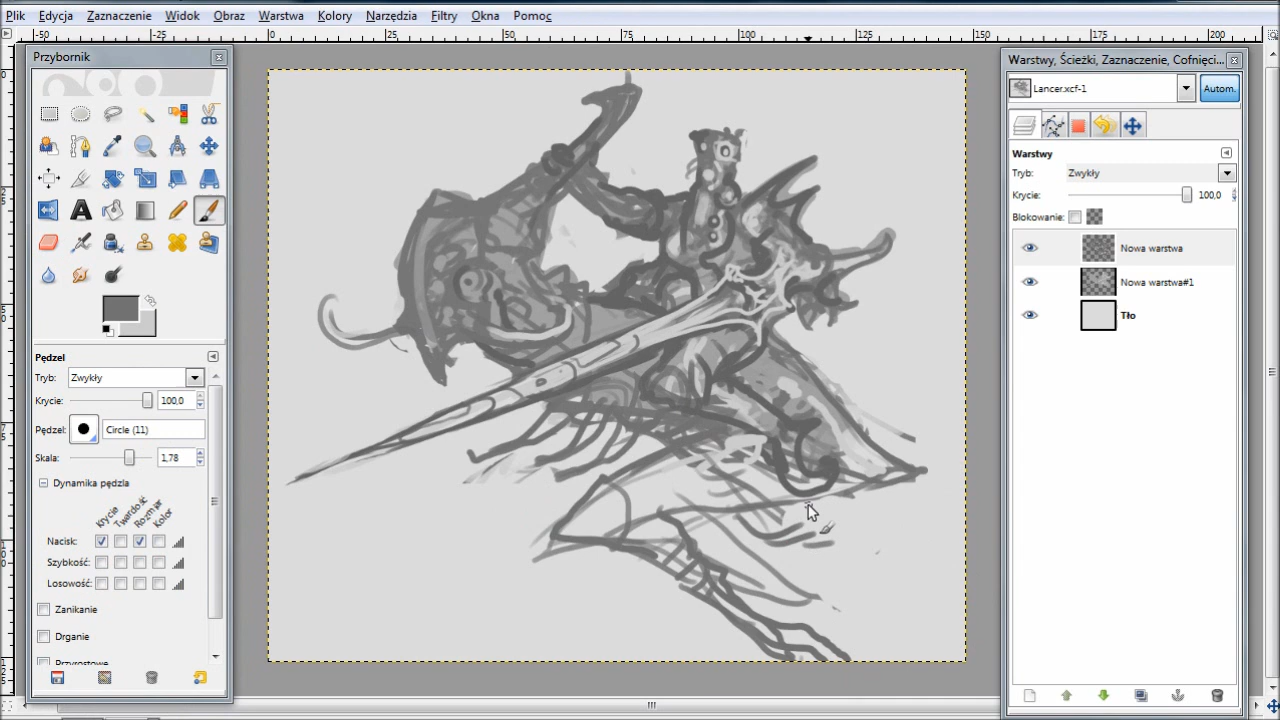 Plik Edycja Zaznaczenie Widok Obraz Warstwa Kolory Narzędzia Filtry Okna Pomoc
-50 -25 0 25 50 75 100 125 150 175 200
Przybornik
Pędzel
Tryb: Zwykły
Krycie: 100,0
Pędzel: Circle (11)
Skala: 1,78
Dynamika pędzla
Krycie Twardość Rozmiar Kolor
Nacisk:
Szybkość:
Losowość:
Zanikanie
Drganie
Przyrostowe
Warstwy, Ścieżki, Zaznaczenie, Cofnięci...
Lancer.xcf-1 Autom.
Warstwy
Tryb: Zwykły
Krycie: 100,0
Blokowanie:
Nowa warstwa
Nowa warstwa#1
Tło